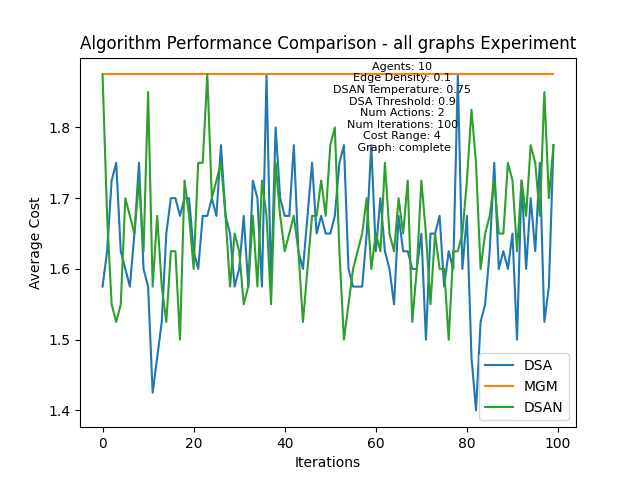 Algorithm Performance Comparison - all graphs Experiment
Agents: 10
Edge Density: 0.1
DSAN Temperature: 0.75
DSA Threshold: 0.9
Num Actions: 2
Num Iterations: 100
Cost Range: 4
Graph: complete
Average Cost
1.8
1.7
1.6
1.5
1.4
DSA
MGM
DSAN
0 20 40 60 80 100
Iterations